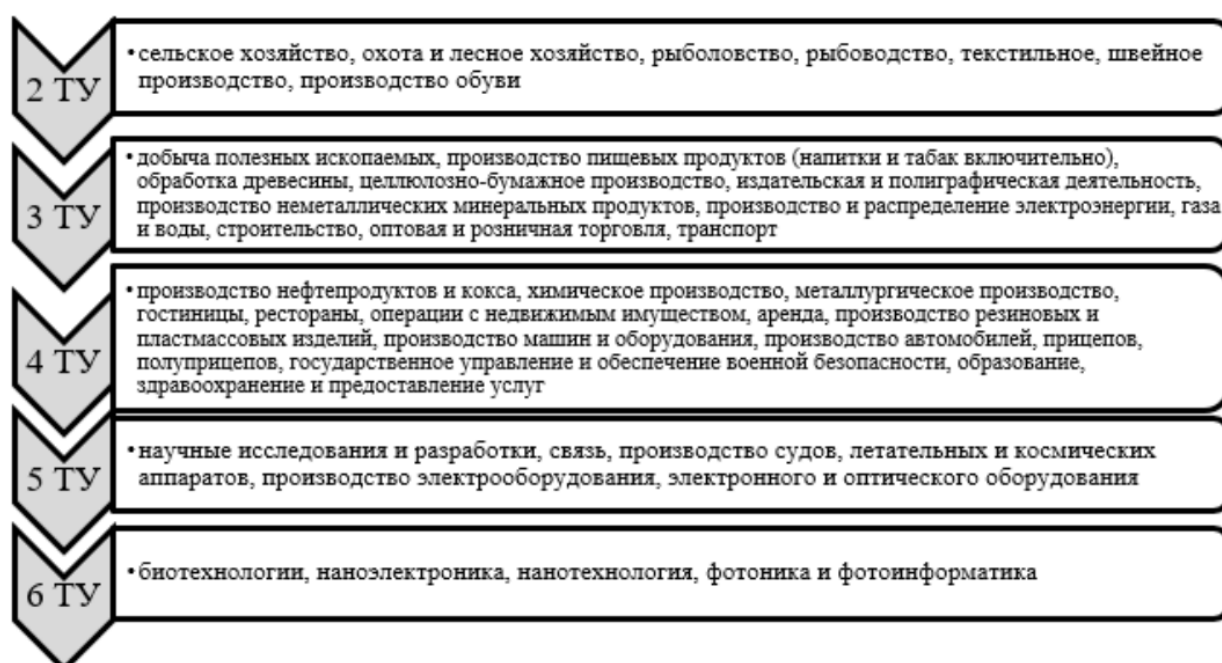 2 ТУ
•сельское хозяйство, охота и лесное хозяйство, рыболовство, рыбоводство, текстильное, швейное
производство, производство обуви
3 ТУ
•добыча полезных ископаемых, производство пищевых продуктов (напитки и табак включительно),
обработка древесины, целлюлозно-бумажное производство, издательская и полиграфическая деятельность,
производство неметаллических минеральных продуктов, производство и распределение электроэнергии, газа
и воды, строительство, оптовая и розничная торговля, транспорт
4 ТУ
•производство нефтепродуктов и кокса, химическое производство, металлургическое производство,
гостиницы, рестораны, операции с недвижимым имуществом, аренда, производство резиновых и
пластмассовых изделий, производство машин и оборудования, производство автомобилей, прицепов,
полуприцепов, государственное управление и обеспечение военной безопасности, образование,
здравоохранение и предоставление услуг
5 ТУ
•научные исследования и разработки, связь, производство судов, летательных и космических
аппаратов, производство электрооборудования, электронного и оптического оборудования
6 ТУ
•биотехнологии, наноэлектроника, нанотехнология, фотоника и фотоинформатика